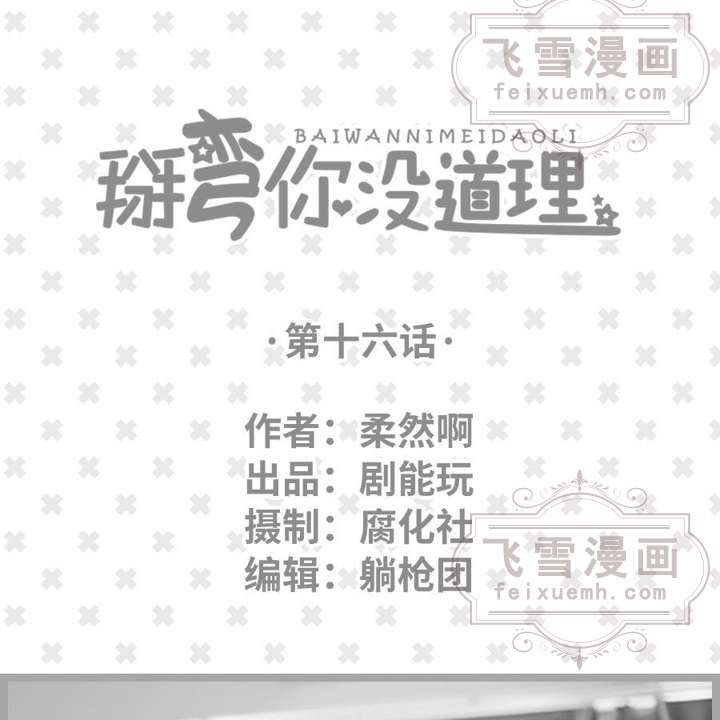 飞雪漫画
feixuemh.com
BAIWANNIMEIDAOLI
掰弯你没道理
·第十六话·
作者：柔然啊
出品：剧能玩
摄制：腐化社
编辑：躺枪团
飞雪漫画
feixuemh.com